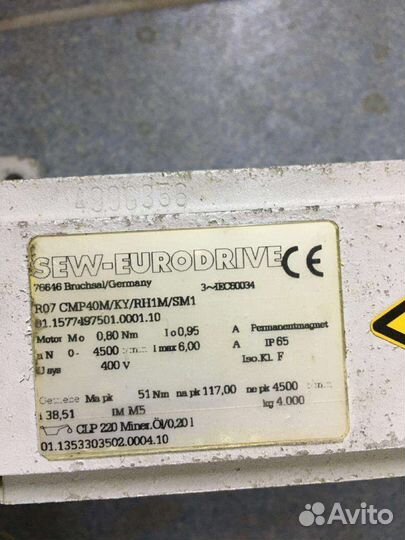 SEW-EURODRIVE CE
76646 Bruchsal/Germany 3~IEC60034
R07 CMP40M/KY/RH1M/SM1
01.1577497501.0001.10
Motor Mo 0,80 Nm Io 0,95 A Permanentmagnet
nN 0- 4500 I max 6,00 A IP 65
U sys 400 V Iso.Kl. F
Getriebe Ma pk 51 Nm na pk 117,00 ne pk 4500
i 38,51 IM M5 kg 4.000
CLP 220 Miner.Öl/0,20 l
01.1353303502.0004.10
Avito